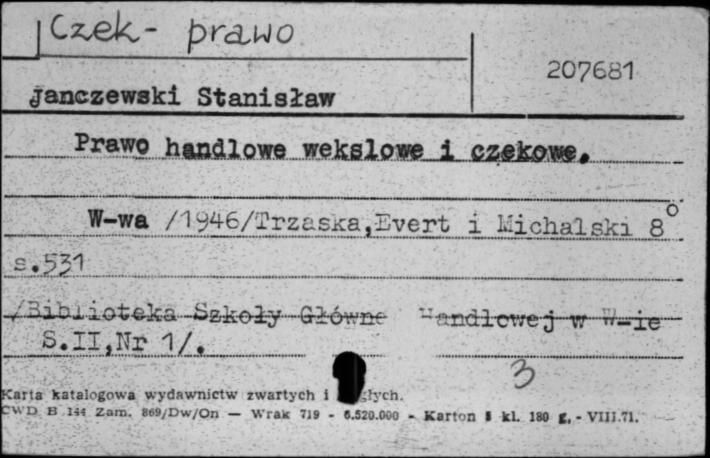 Czek- prawo
207681
Janczewski Stanisław
Prawo handlowe wekslowe i czekowe.
W-wa /1946/Trzaska,Evert i Michalski 8°
s.531
/Biblioteka Szkoły Główne Handlowej w W-ie
S.II,Nr 1/.
3
Karta katalogowa wydawnictw zwartych i
CWD B 144 Zam. 869/Dw/On — Wrak 719 - 6.520.000 - Karton kl. 180 g, - VIII.71.